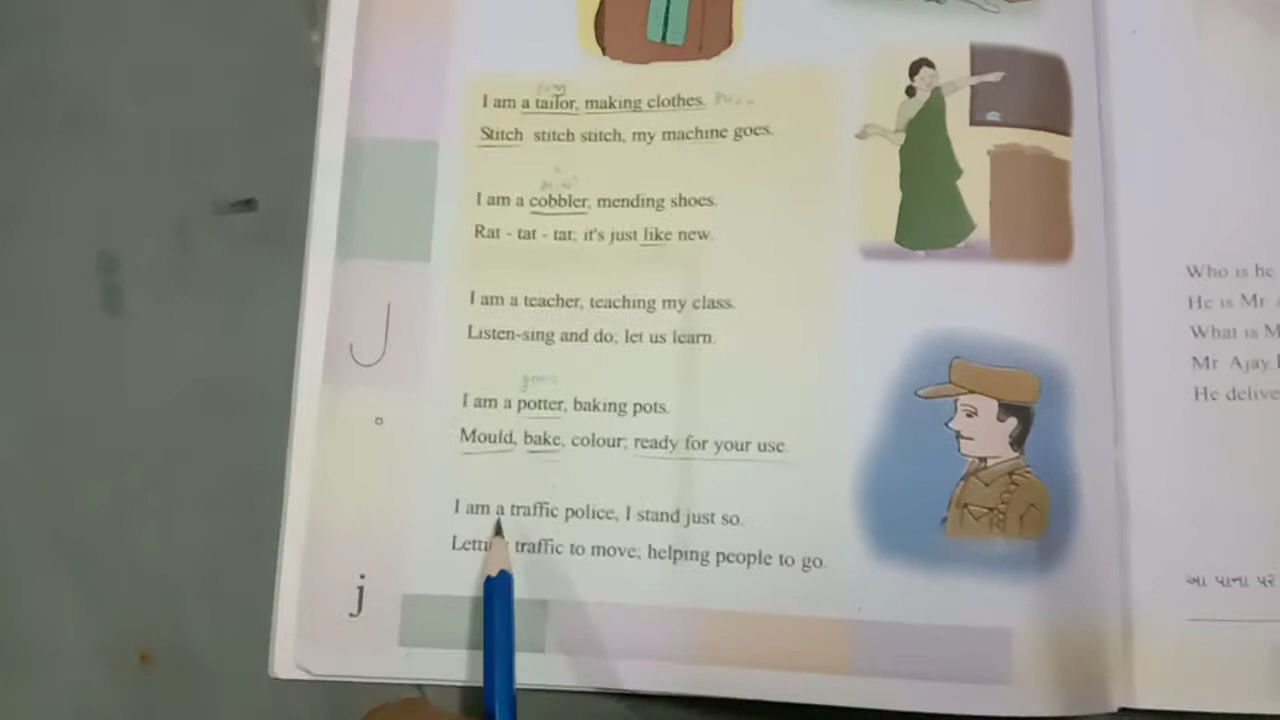 I am a tailor, making clothes.
Stitch stitch stitch, my machine goes.
I am a cobbler, mending shoes.
Rat - tat - tat; it's just like new.
I am a teacher, teaching my class.
Listen-sing and do; let us learn.
I am a potter, baking pots.
Mould, bake, colour; ready for your use.
I am a traffic police, I stand just so.
traffic to move; helping people to go.
J
j
Who is he
He is Mr
What is
Mr Ajay
He
આ પાના પર